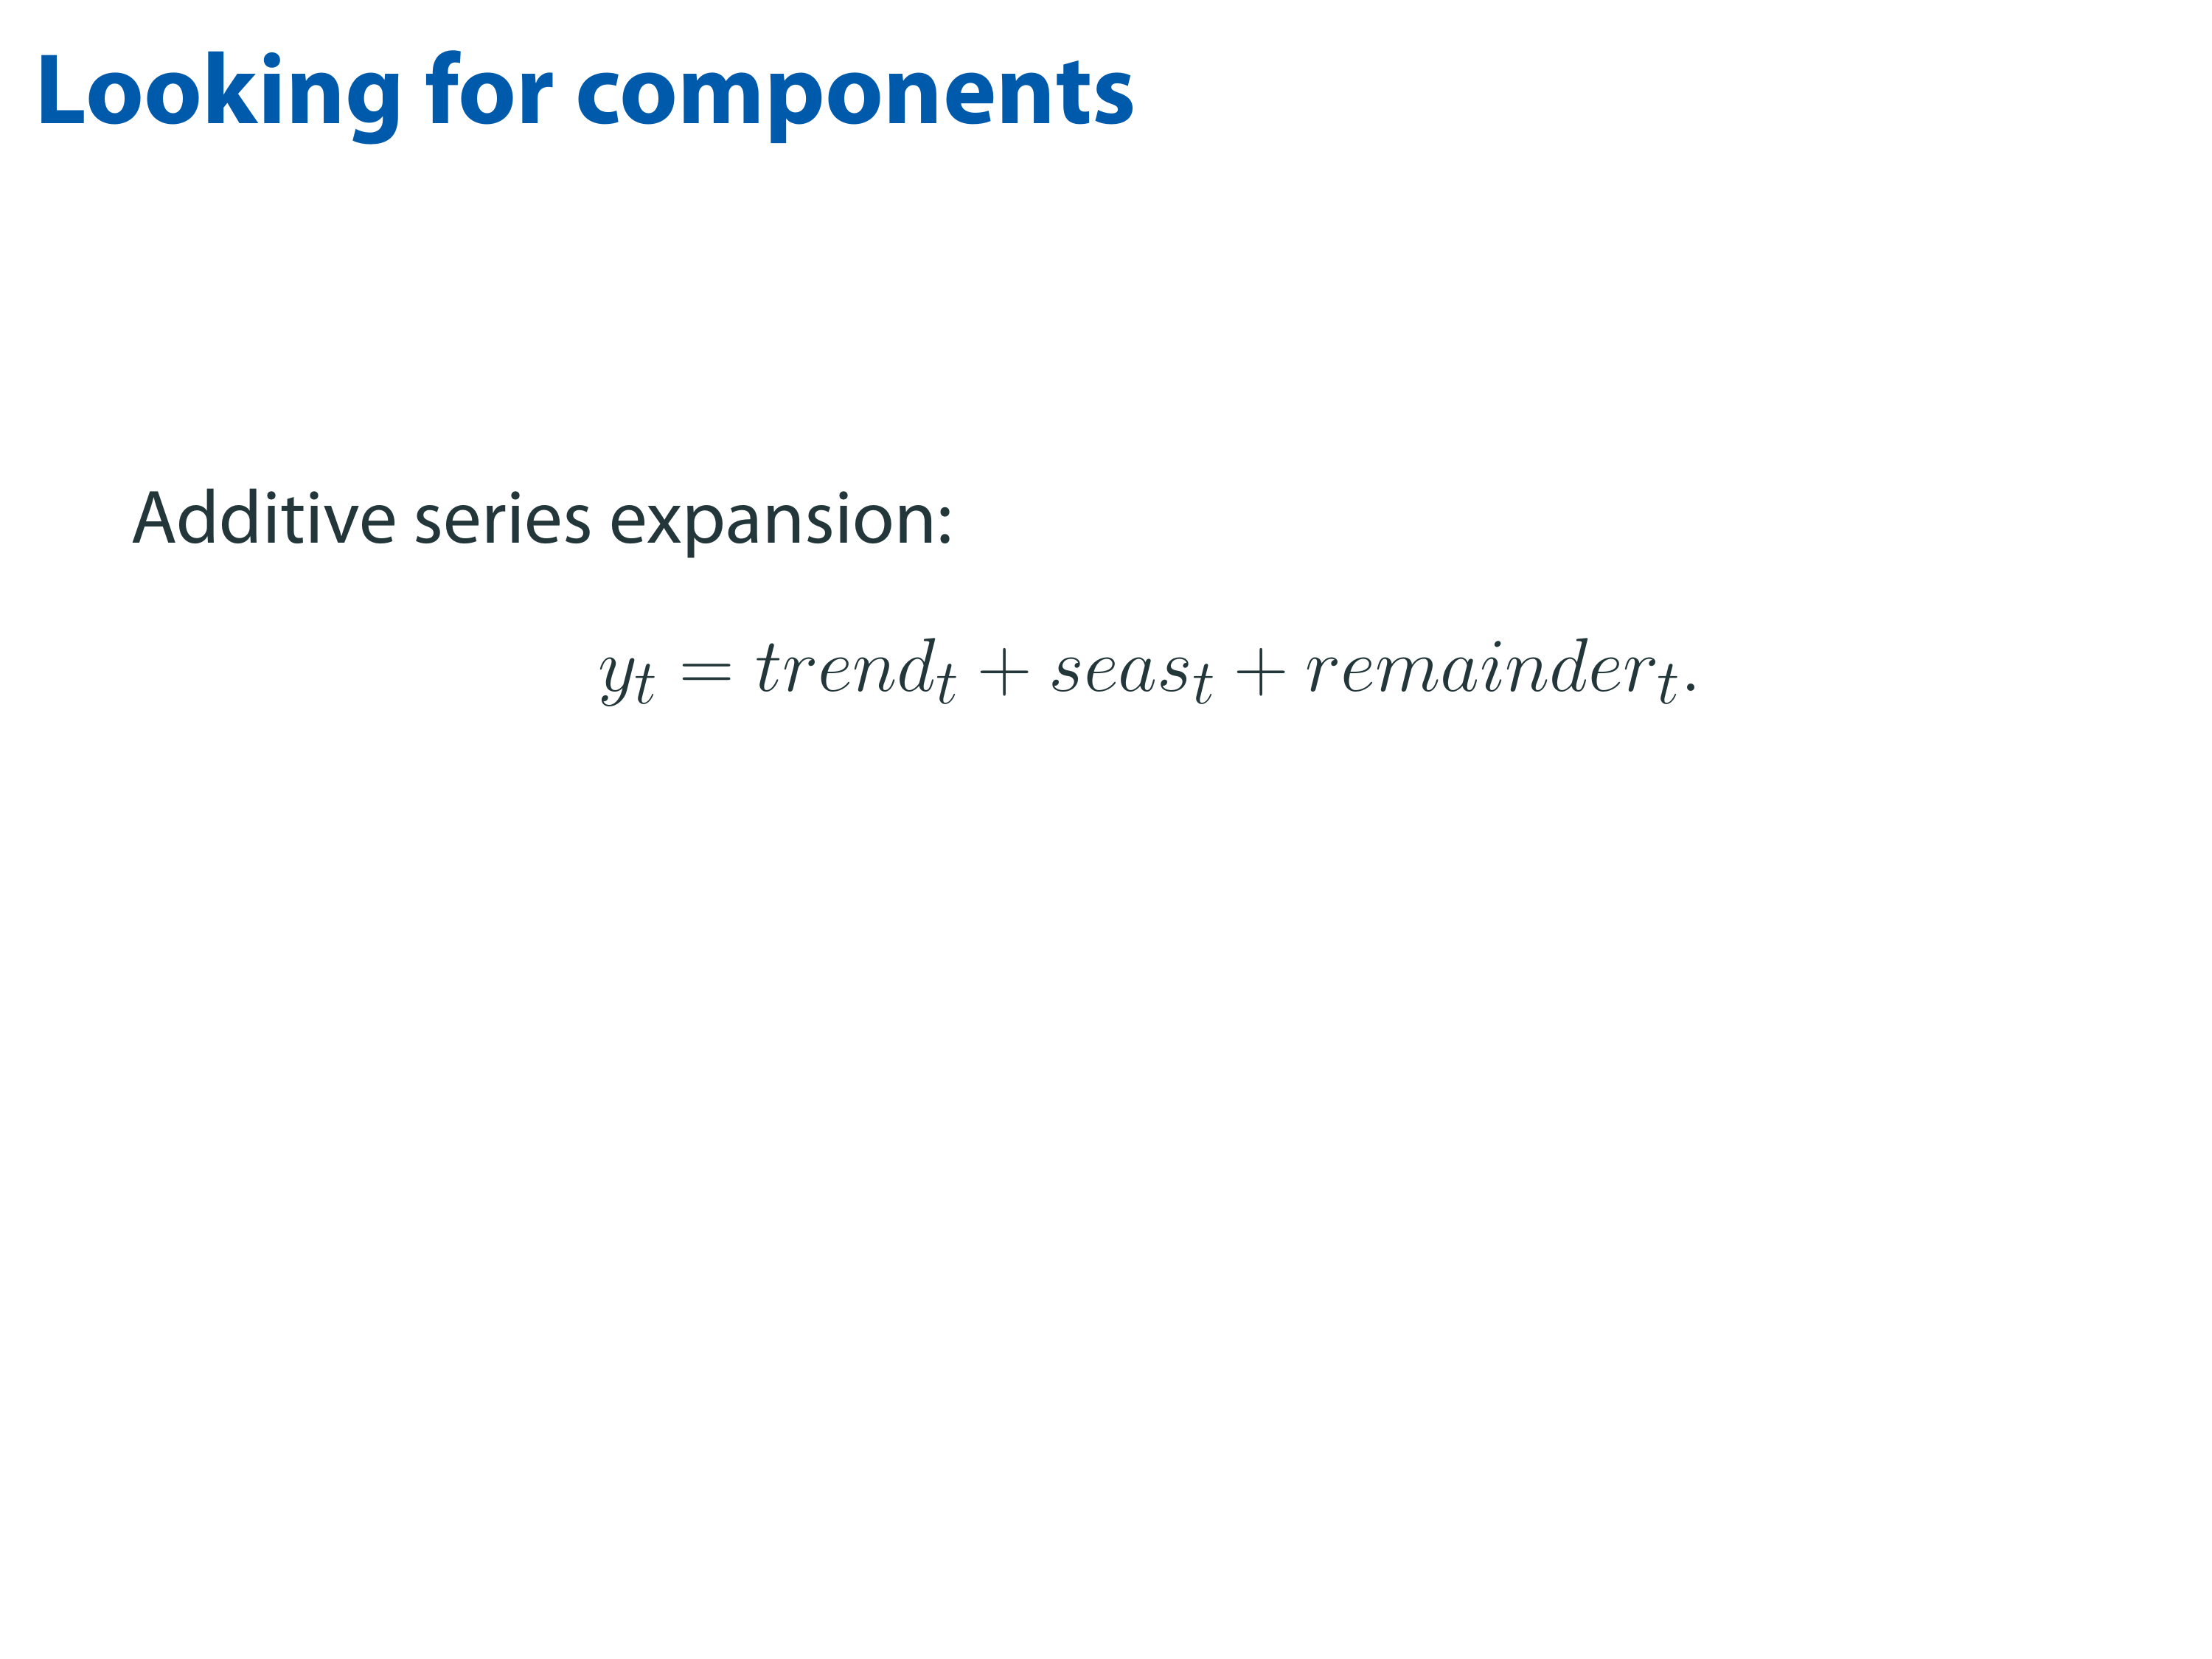 Looking for components
Additive series expansion:
$y_t = trend_t + seas_t + remainder_t.$